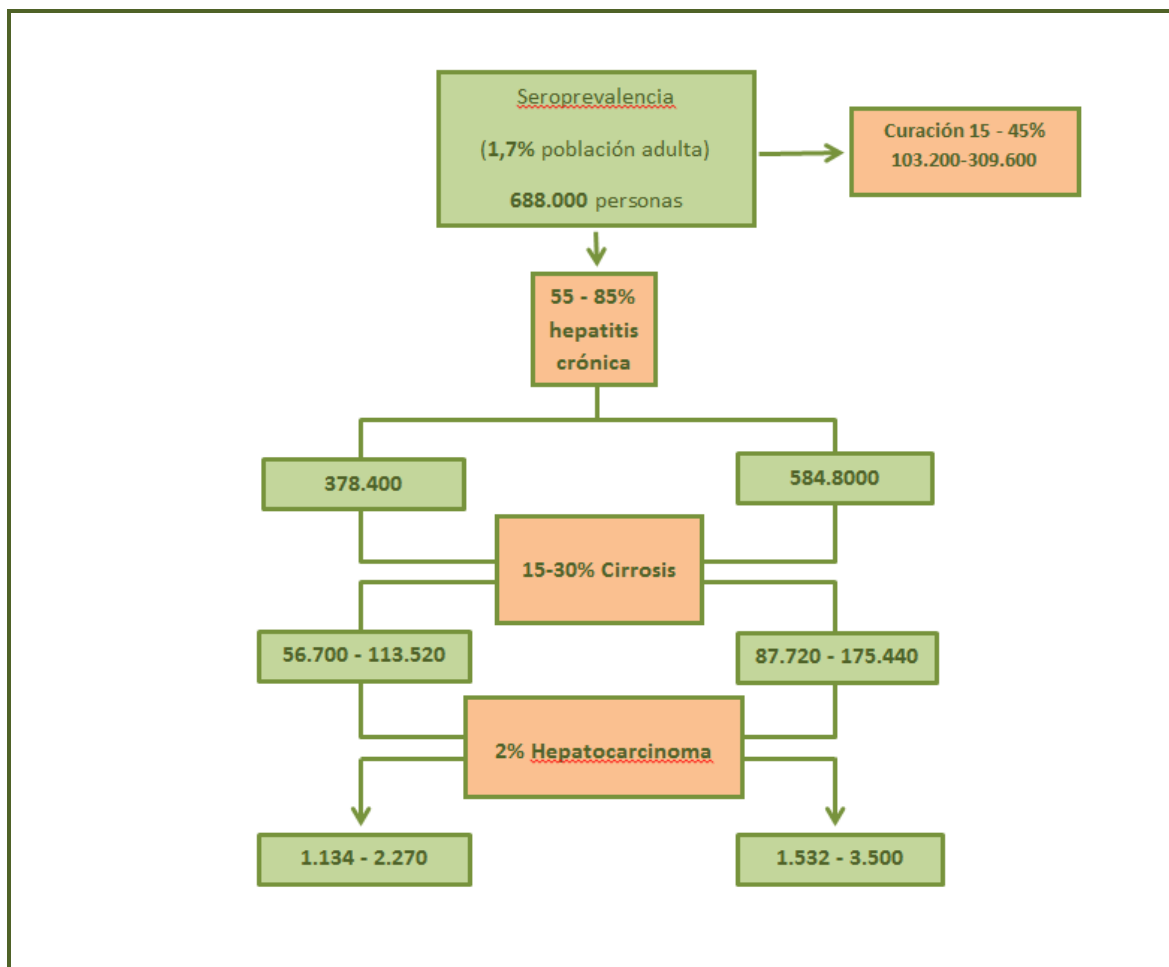 Seroprevalencia
(1,7% población adulta)
688.000 personas
Curación 15 - 45%
103.200-309.600
55 - 85%
hepatitis
crónica
378.400
584.8000
15-30% Cirrosis
56.700 - 113.520
87.720 - 175.440
2% Hepatocarcinoma
1.134 - 2.270
1.532 - 3.500